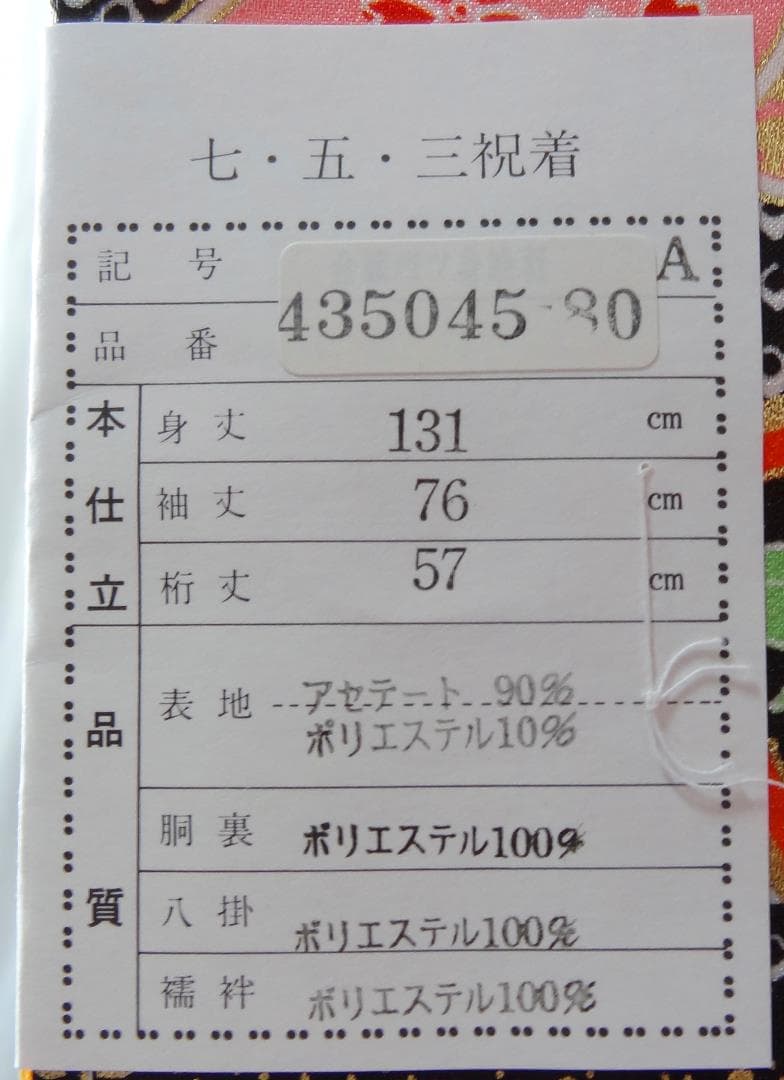 七・五・三祝着
記号 A
435045-80
品番
本仕立
身丈 131 cm
袖丈 76 cm
裄丈 57 cm
品質
表地 アセテート 90%
ポリエステル10%
胴裏 ポリエステル100%
八掛 ポリエステル100%
襦袢 ポリエステル100%